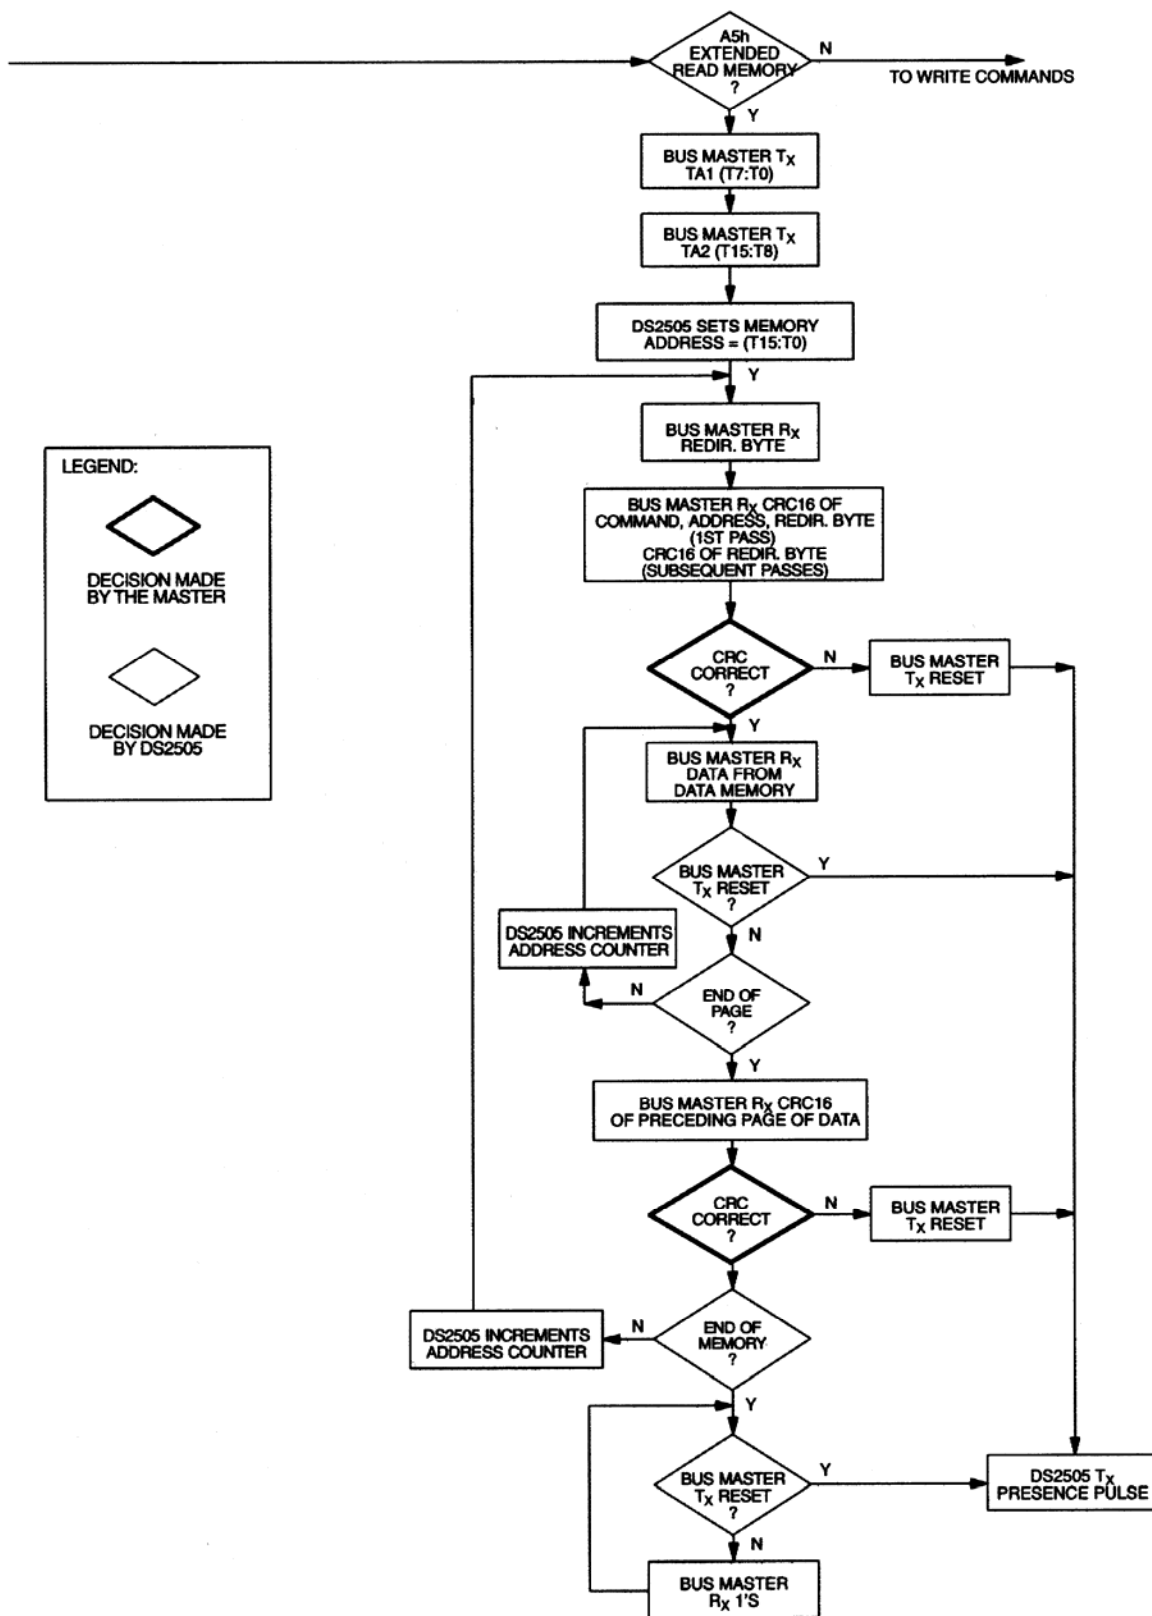 A5h
EXTENDED
READ MEMORY
?
N
TO WRITE COMMANDS
Y
BUS MASTER TX
TA1 (T7:T0)
BUS MASTER TX
TA2 (T15:T8)
DS2505 SETS MEMORY
ADDRESS = (T15:T0)
Y
BUS MASTER RX
REDIR. BYTE
LEGEND:
DECISION MADE
BY THE MASTER
DECISION MADE
BY DS2505
BUS MASTER RX CRC16 OF
COMMAND, ADDRESS, REDIR. BYTE
(1ST PASS)
CRC16 OF REDIR. BYTE
(SUBSEQUENT PASSES)
CRC
CORRECT
?
N
BUS MASTER
TX RESET
Y
BUS MASTER RX
DATA FROM
DATA MEMORY
BUS MASTER
TX RESET
?
Y
N
DS2505 INCREMENTS
ADDRESS COUNTER
N
END OF
PAGE
?
Y
BUS MASTER RX CRC16
OF PRECEDING PAGE OF DATA
CRC
CORRECT
?
N
BUS MASTER
TX RESET
DS2505 INCREMENTS
ADDRESS COUNTER
N
END OF
MEMORY
?
Y
BUS MASTER
TX RESET
?
Y
DS2505 TX
PRESENCE PULSE
N
BUS MASTER
RX 1'S